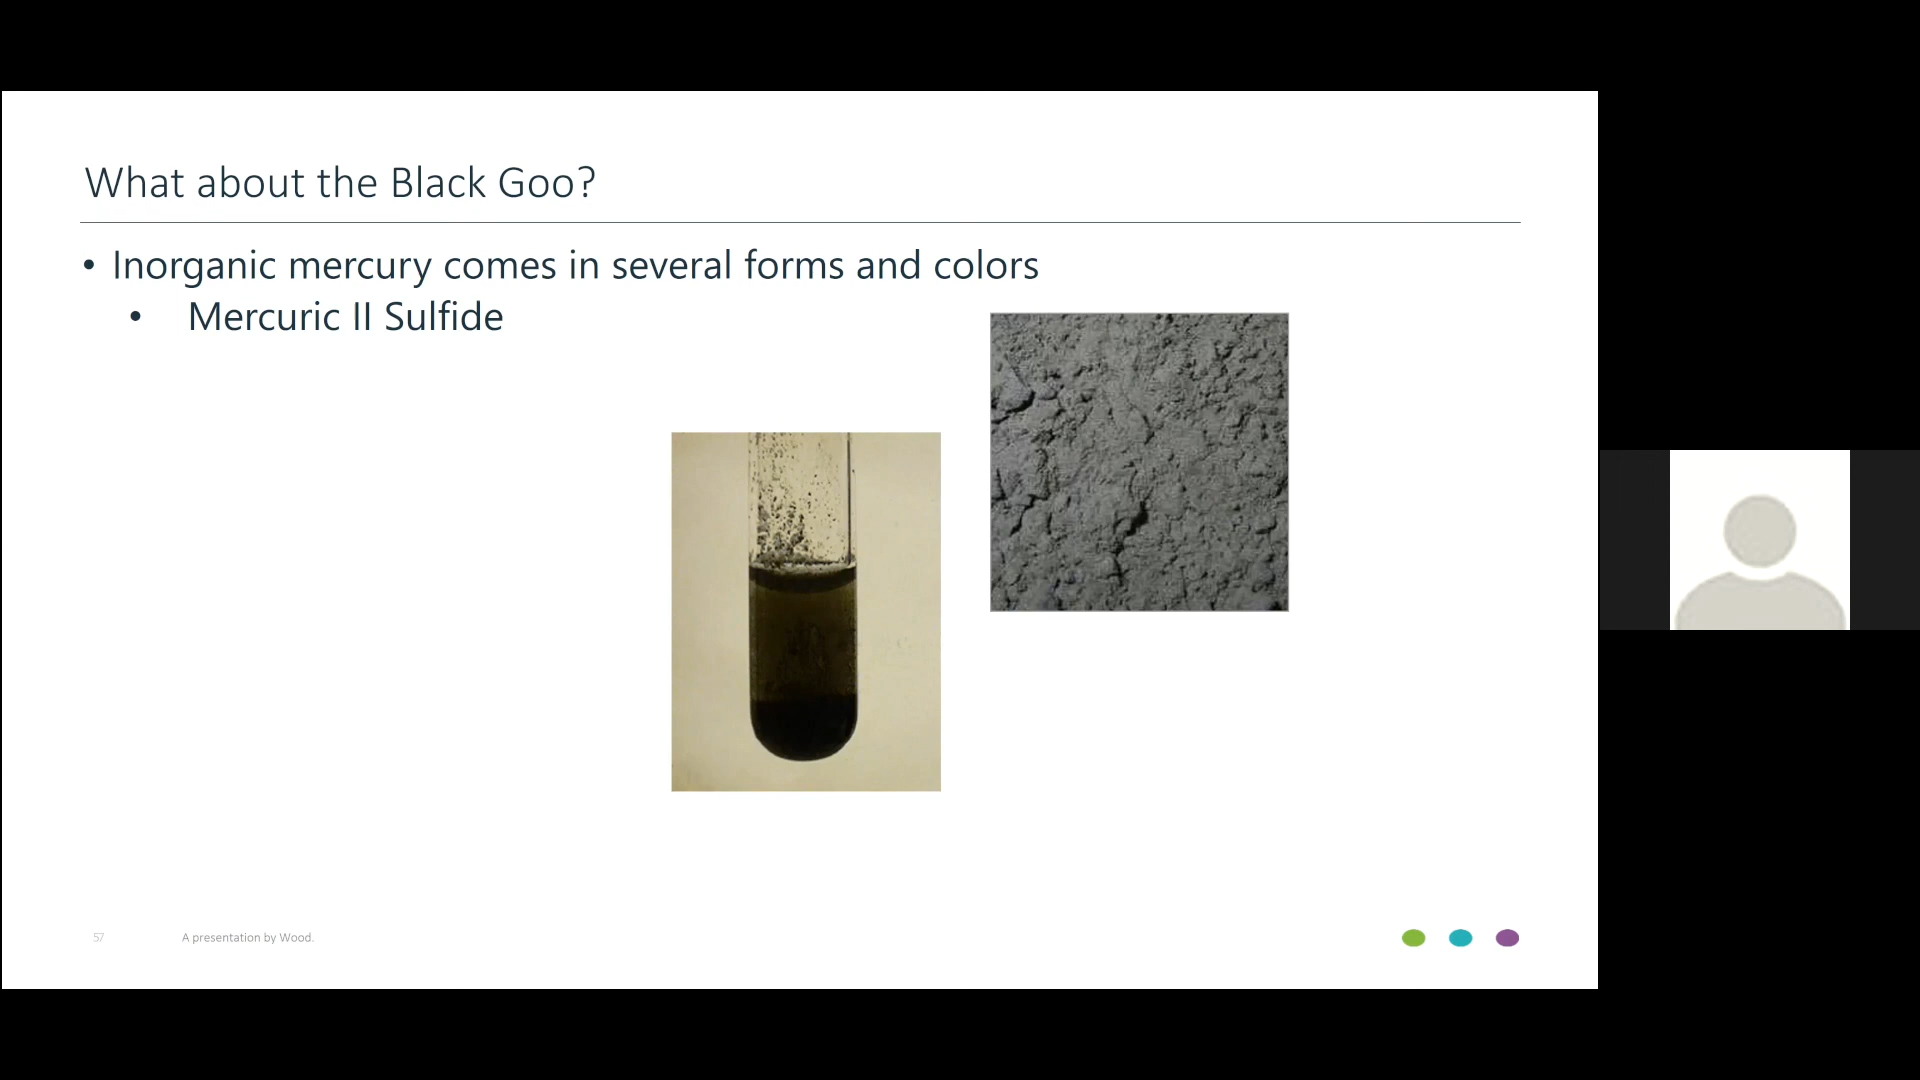 What about the Black Goo?
• Inorganic mercury comes in several forms and colors
• Mercuric II Sulfide
57
A presentation by Wood.